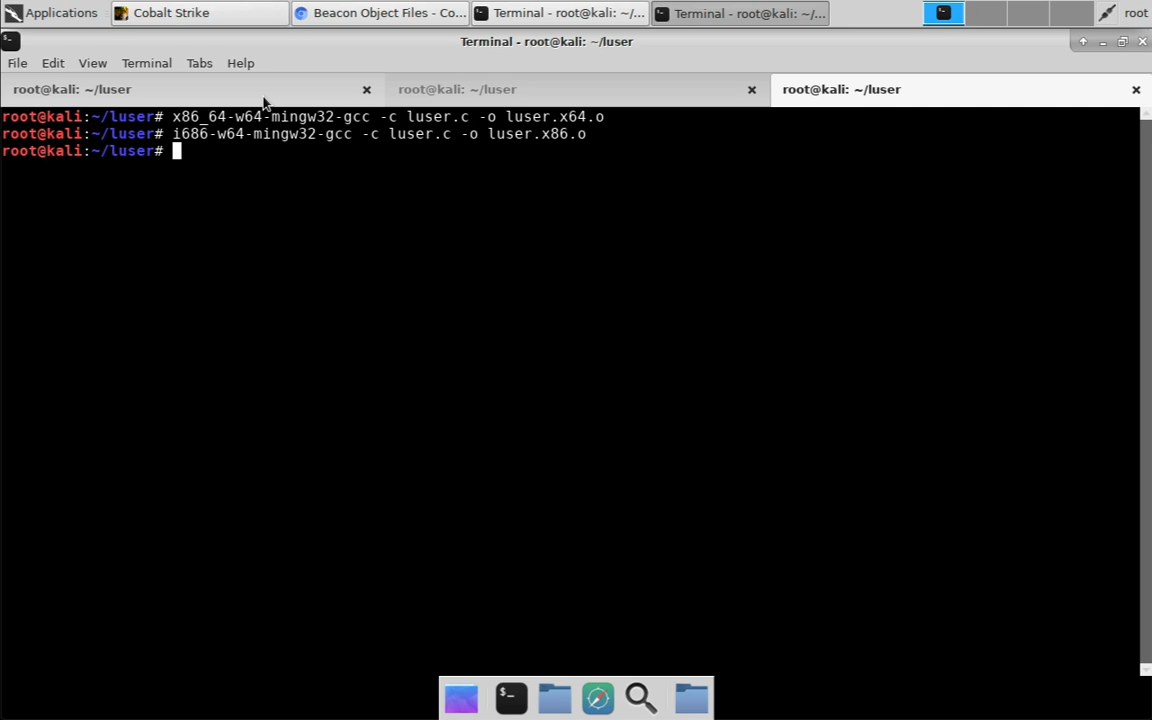 Applications
Cobalt Strike
Beacon Object Files - Co...
Terminal - root@kali: ~/...
Terminal - root@kali: ~/...
root
Terminal - root@kali: ~/luser
File Edit View Terminal Tabs Help
root@kali: ~/luser
root@kali: ~/luser
root@kali: ~/luser
root@kali:~/luser# x86_64-w64-mingw32-gcc -c luser.c -o luser.x64.o
root@kali:~/luser# i686-w64-mingw32-gcc -c luser.c -o luser.x86.o
root@kali:~/luser#